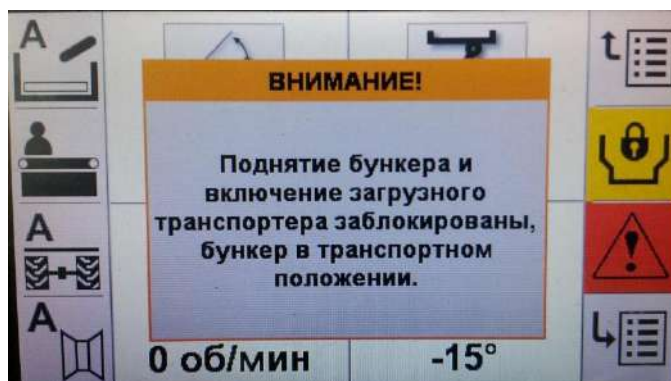 A
ВНИМАНИЕ!
Поднятие бункера и
включение загрузного
транспортера заблокированы,
бункер в транспортном
положении.
A
A
0 об/мин
-15°